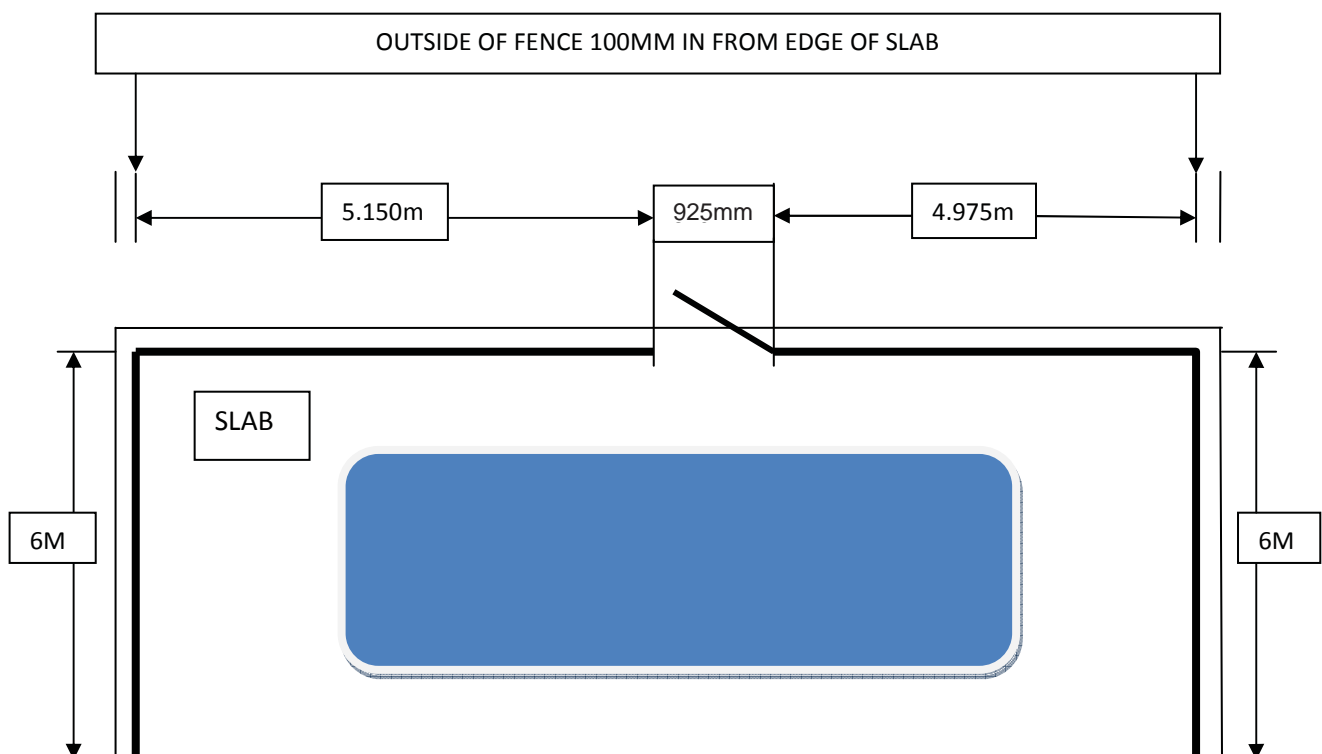 OUTSIDE OF FENCE 100MM IN FROM EDGE OF SLAB
5.150m
925mm
4.975m
SLAB
6M
6M